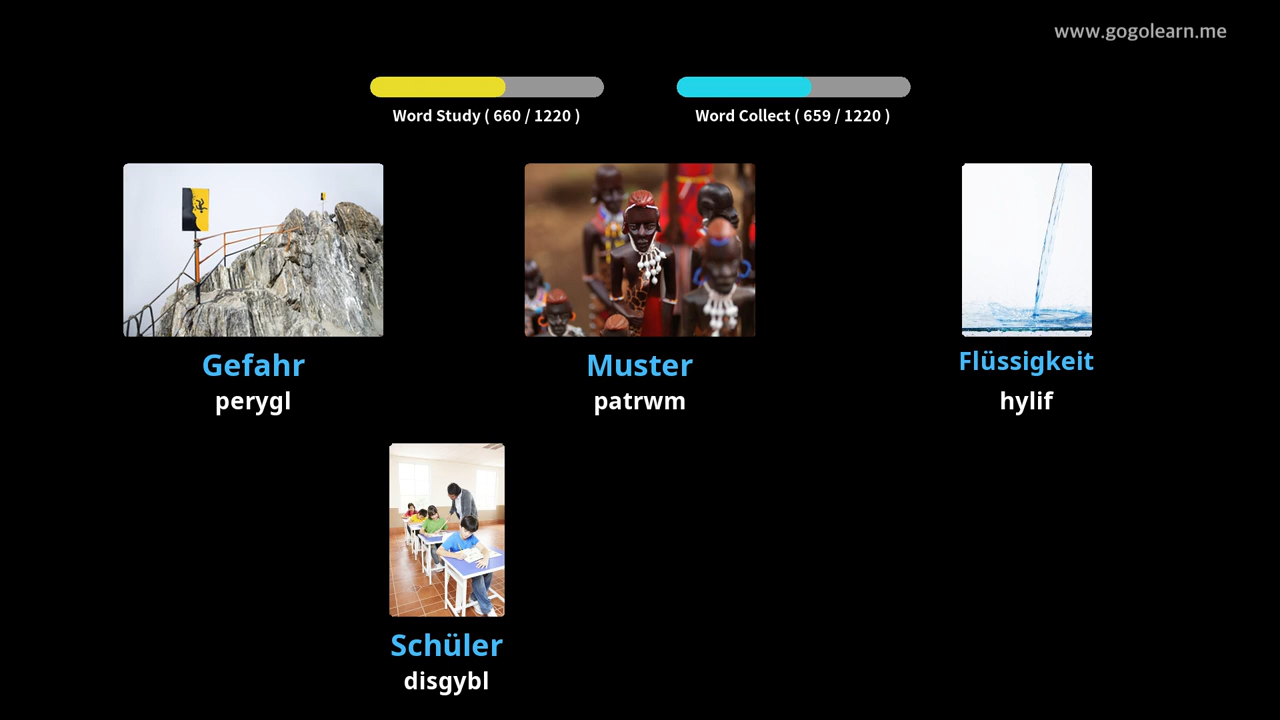 www.gogolearn.me
Word Study ( 660 / 1220 )
Word Collect ( 659 / 1220 )
Gefahr
perygl
Muster
patrwm
Flüssigkeit
hylif
Schüler
disgybl